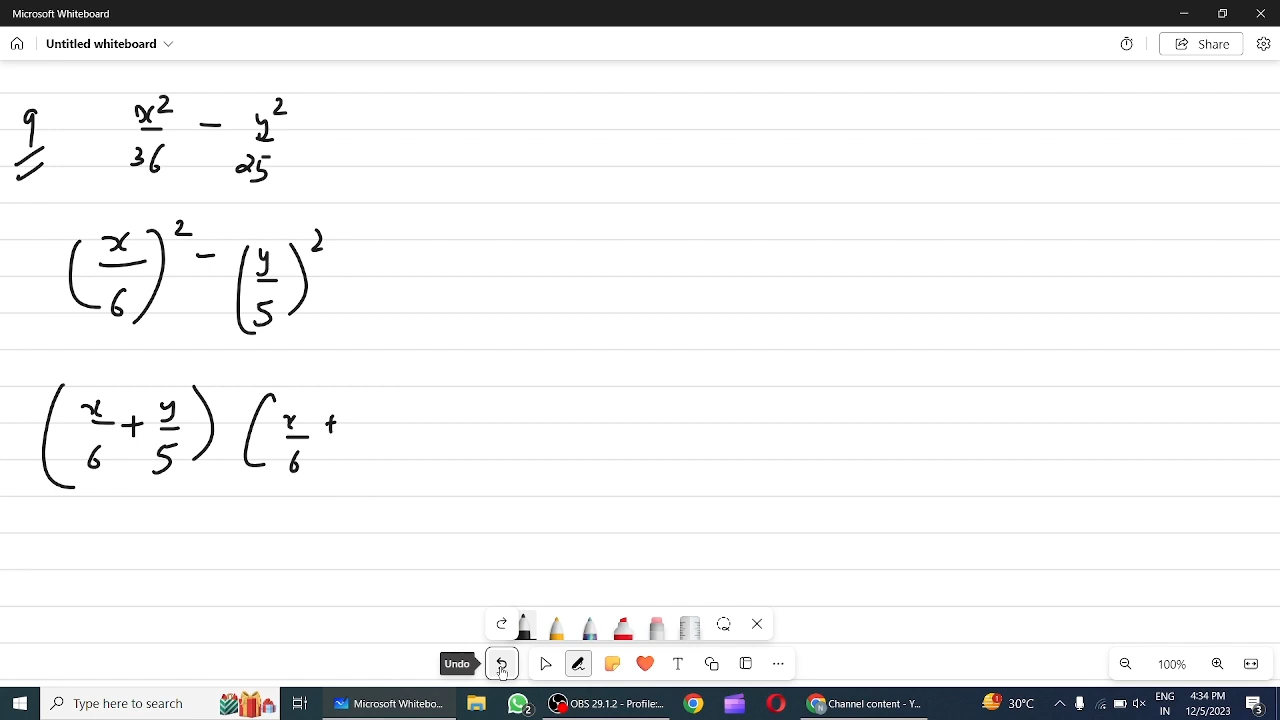 Microsoft Whiteboard
Untitled whiteboard
Share
9 x²/36 - y²/25
(x/6)² - (y/5)²
(x/6 + y/5) (x/6 +
Undo
T
100%
Type here to search
Microsoft Whitebo...
2
OBS 29.1.2 - Profile...
Channel content - Y...
30°C
ENG
IN
4:34 PM
12/5/2023
3